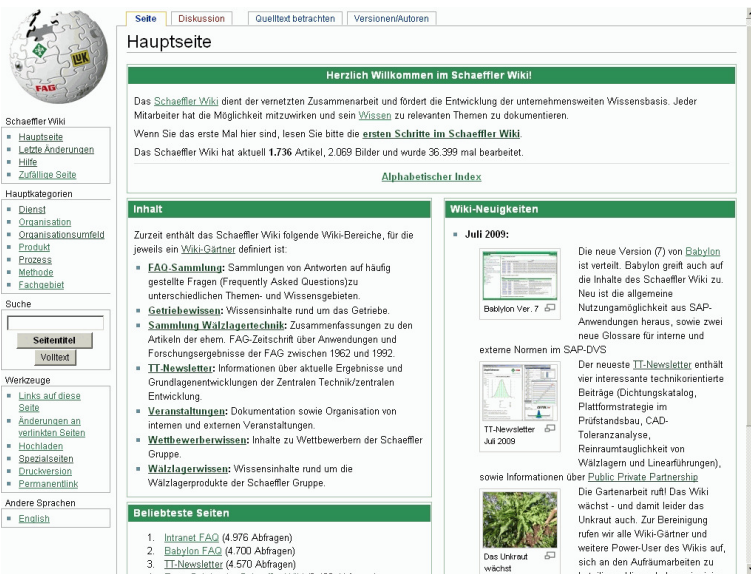 Seite
Diskussion
Quelltext betrachten
Versionen/Autoren
LUK
FAG
Hauptseite
Herzlich Willkommen im Schaeffler Wiki!
Das Schaeffler Wiki dient der vernetzten Zusammenarbeit und fördert die Entwicklung der unternehmensweiten Wissensbasis. Jeder
Mitarbeiter hat die Möglichkeit mitzuwirken und sein Wissen zu relevanten Themen zu dokumentieren.
Wenn Sie das erste Mal hier sind, lesen Sie bitte die ersten Schritte im Schaeffler Wiki.
Das Schaeffler Wiki hat aktuell 1.736 Artikel, 2.069 Bilder und wurde 36.399 mal bearbeitet.
Alphabetischer Index
Schaeffler Wiki
Hauptseite
Letzte Änderungen
Hilfe
Zufällige Seite
Hauptkategorien
Dienst
Organisation
Organisationsumfeld
Produkt
Prozess
Methode
Fachgebiet
Suche
Seitentitel
Volltext
Werkzeuge
Links auf diese
Seite
Änderungen an
verlinkten Seiten
Hochladen
Spezialseiten
Druckversion
Permanentlink
Andere Sprachen
English
Inhalt
Zurzeit enthält das Schaeffler Wiki folgende Wiki-Bereiche, für die
jeweils ein Wiki-Gärtner definiert ist:
FAQ-Sammlung: Sammlungen von Antworten auf häufig
gestellte Fragen (Frequently Asked Questions)zu
unterschiedlichen Themen- und Wissensgebieten.
Getriebewissen: Wissensinhalte rund um das Getriebe.
Sammlung Wälzlagertechnik: Zusammenfassungen zu den
Artikeln der ehem. FAG-Zeitschrift über Anwendungen und
Forschungsergebnisse der FAG zwischen 1962 und 1992.
TT-Newsletter: Informationen über aktuelle Ergebnisse und
Grundlagenentwicklungen der Zentralen Technik/zentralen
Entwicklung.
Veranstaltungen: Dokumentation sowie Organisation von
internen und externen Veranstaltungen.
Wettbewerberwissen: Inhalte zu Wettbewerbern der Schaeffler
Gruppe.
Wälzlagerwissen: Wissensinhalte rund um die
Wälzlagerprodukte der Schaeffler Gruppe.
Beliebteste Seiten
1. Intranet FAQ (4.976 Abfragen)
2. Babylon FAQ (4.700 Abfragen)
3. TT-Newsletter (4.570 Abfragen)
Wiki-Neuigkeiten
Juli 2009:
Bablylon Ver. 7
Die neue Version (7) von Babylon
ist verteilt. Babylon greift auch auf
die Inhalte des Schaeffler Wiki zu.
Neu ist die allgemeine
Nutzungamöglichkeit aus SAP-
Anwendungen heraus, sowie zwei
neue Glossare für interne und
externe Normen im SAP-DVS
TT-Newsletter
Juli 2009
Der neueste TT-Newsletter enthält
vier interessante technikorientierte
Beiträge (Dichtungskatalog,
Plattformstrategie im
Prüfstandsbau, CAD-
Toleranzanalyse,
Reinraumtauglichkeit von
Wälzlagern und Linearführungen),
sowie Informationen über Public Private Partnership
Das Unkraut
wächst
Die Gartenarbeit ruft! Das Wiki
wächst - und damit leider das
Unkraut auch. Zur Bereinigung
rufen wir alle Wiki-Gärtner und
weitere Power-User des Wikis auf,
sich an den Aufräumarbeiten zu